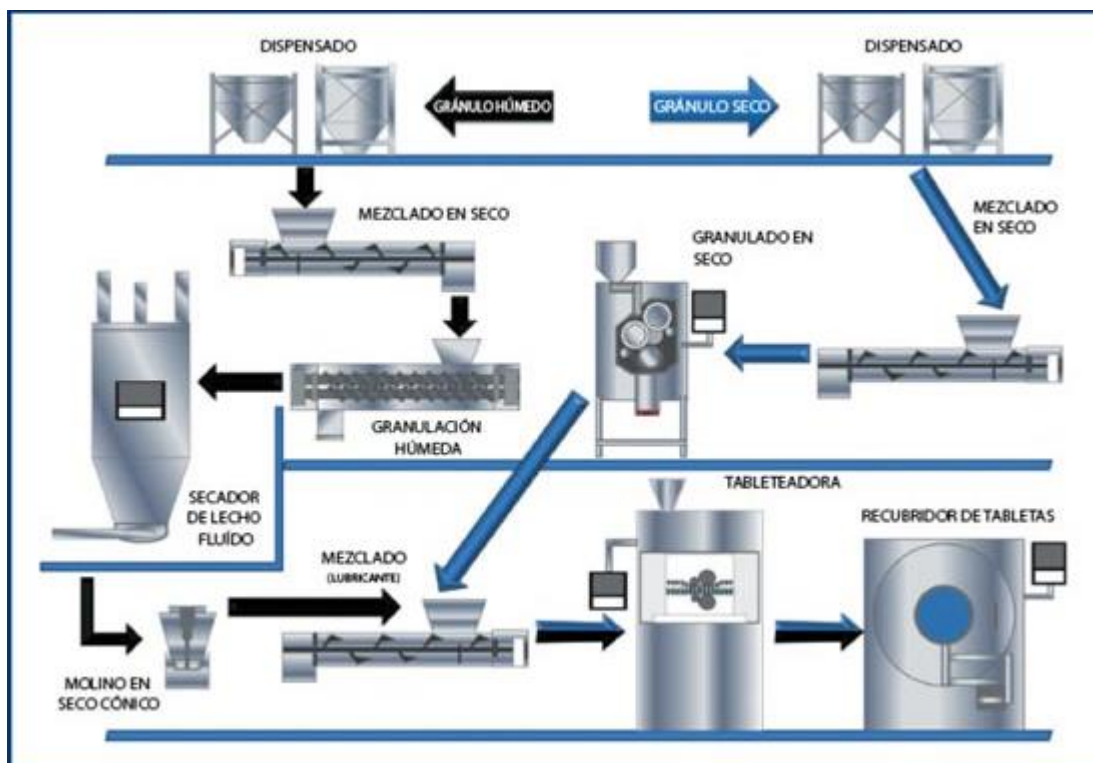 DISPENSADO
DISPENSADO
GRÁNULO HÚMEDO
GRÁNULO SECO
MEZCLADO EN SECO
MEZCLADO
EN SECO
GRANULADO EN
SECO
GRANULACIÓN
HÚMEDA
SECADOR
DE LECHO
FLUÍDO
TABLETEADORA
RECUBRIDOR DE TABLETAS
MEZCLADO
(LUBRICANTE)
MOLINO EN
SECO CÓNICO